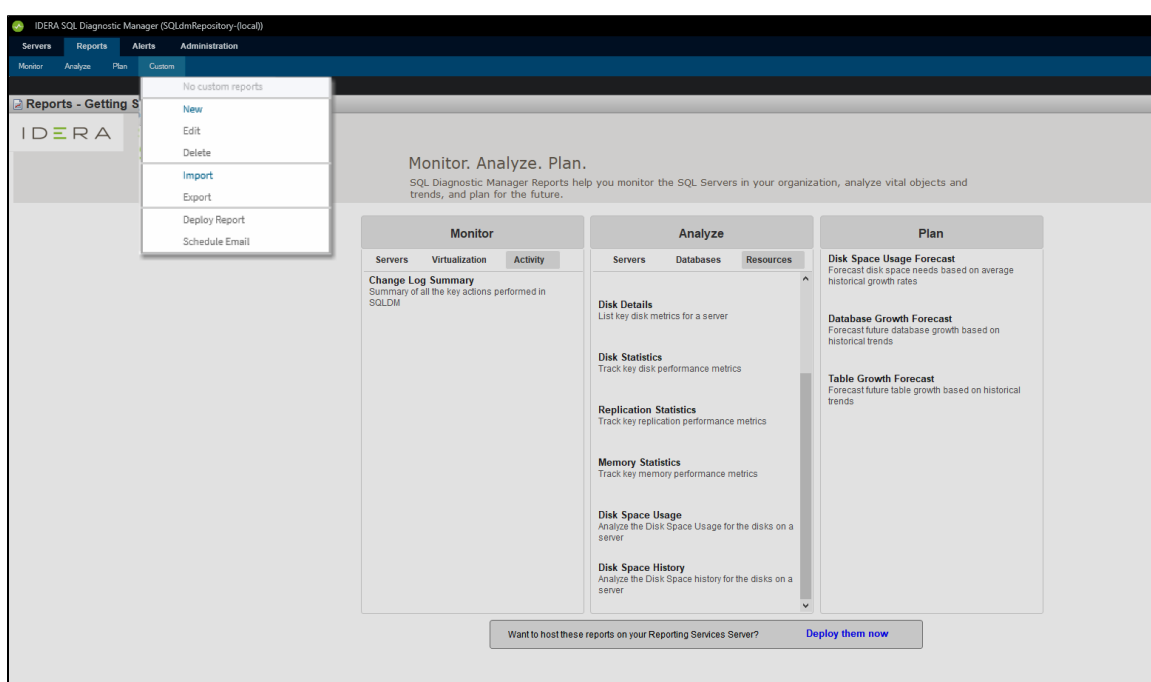 IDERA SQL Diagnostic Manager (SQLdmRepository-(local))
Servers Reports Alerts Administration
Monitor Analyze Plan Custom
No custom reports
New
Edit
Delete
Import
Export
Deploy Report
Schedule Email
Reports - Getting S
IDERA
Monitor. Analyze. Plan.
SQL Diagnostic Manager Reports help you monitor the SQL Servers in your organization, analyze vital objects and
trends, and plan for the future.
Monitor
Servers Virtualization Activity
Change Log Summary
Summary of all the key actions performed in
SQLDM
Analyze
Servers Databases Resources
Disk Details
List key disk metrics for a server
Disk Statistics
Track key disk performance metrics
Replication Statistics
Track key replication performance metrics
Memory Statistics
Track key memory performance metrics
Disk Space Usage
Analyze the Disk Space Usage for the disks on a
server
Disk Space History
Analyze the Disk Space history for the disks on a
server
Plan
Disk Space Usage Forecast
Forecast disk space needs based on average
historical growth rates
Database Growth Forecast
Forecast future database growth based on
historical trends
Table Growth Forecast
Forecast future table growth based on historical
trends
Want to host these reports on your Reporting Services Server? Deploy them now